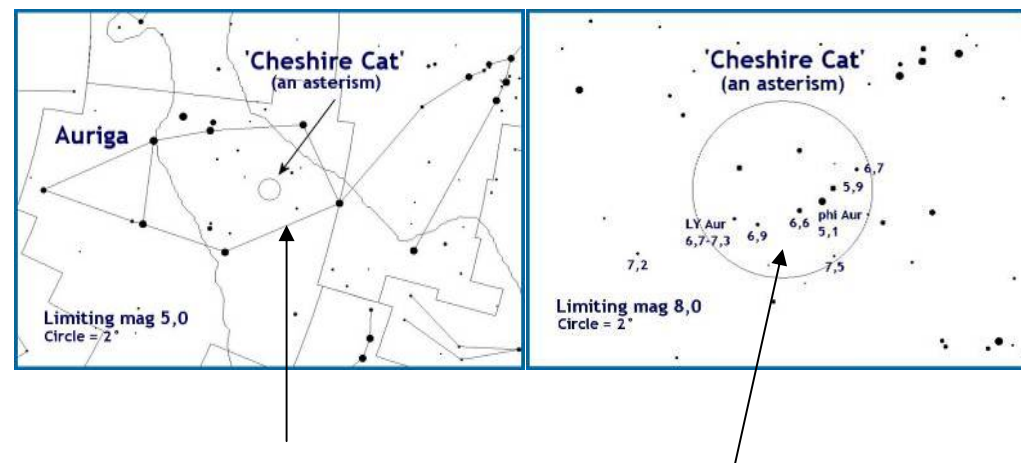 'Cheshire Cat'
(an asterism)
Auriga
Limiting mag 5,0
Circle = 2°
'Cheshire Cat'
(an asterism)
6,7
5,9
LY Aur
6,7-7,3
6,9
6,6
phi Aur
5,1
7,2
7,5
Limiting mag 8,0
Circle = 2°